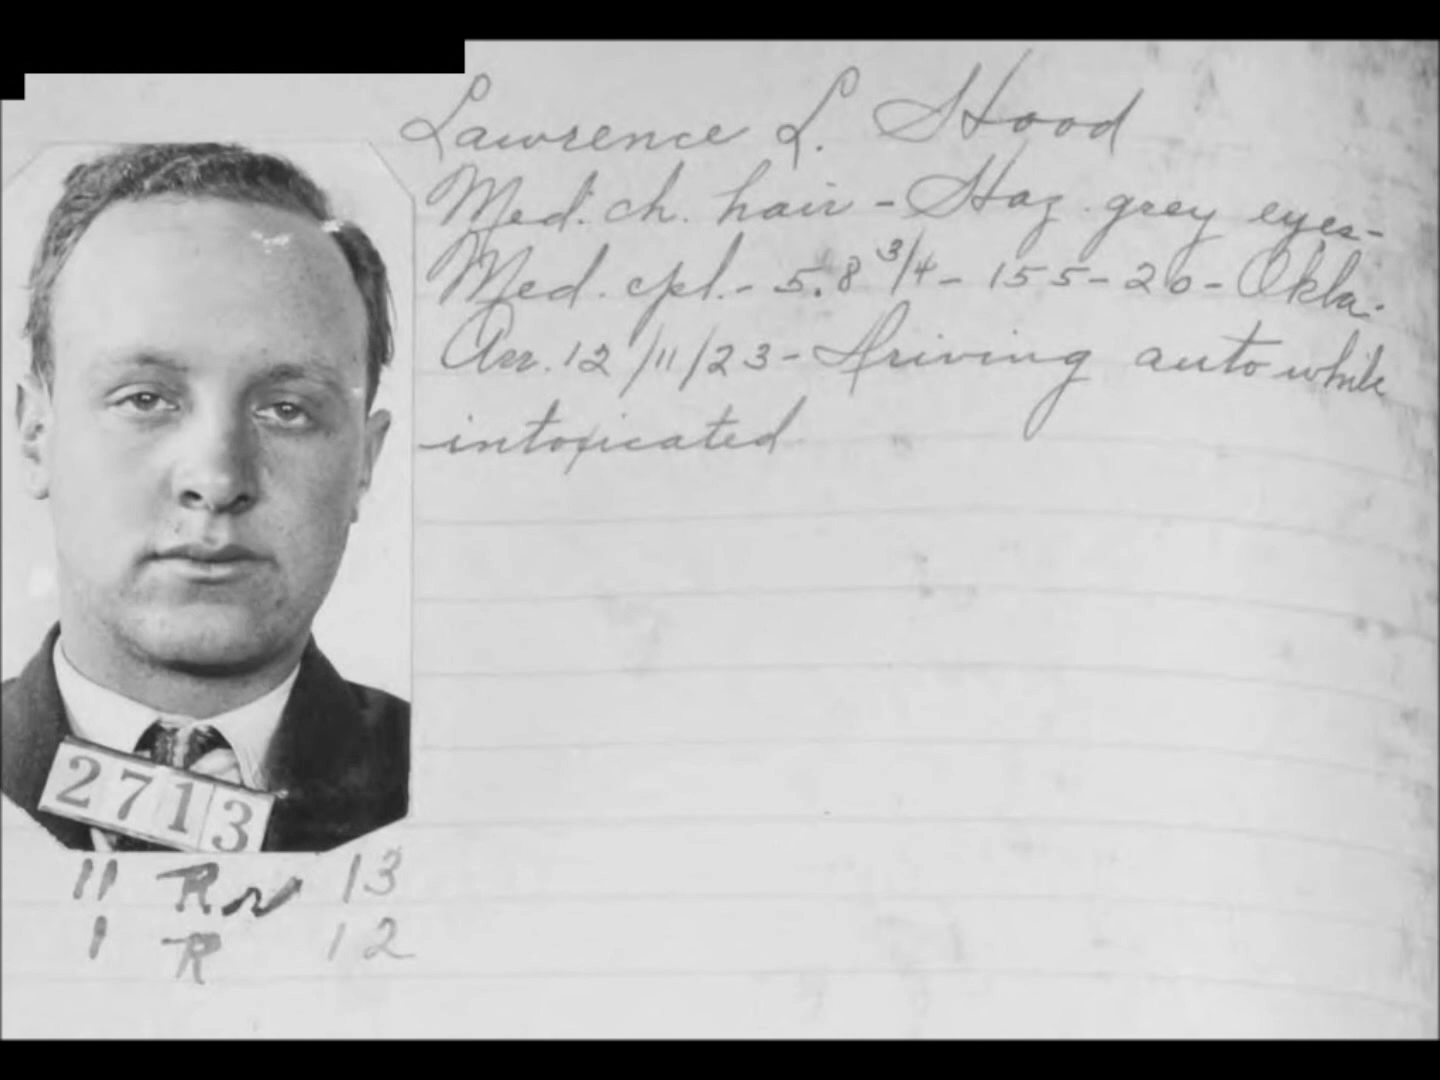 Lawrence L. Hood
Med. ch. hair - Haz. grey eyes -
Med. cpl. - 5.8 3/4 - 155 - 20 - Okla.
Arr. 12/11/23 - Driving auto while
intoxicated
2713
11 R 13
1 R 12